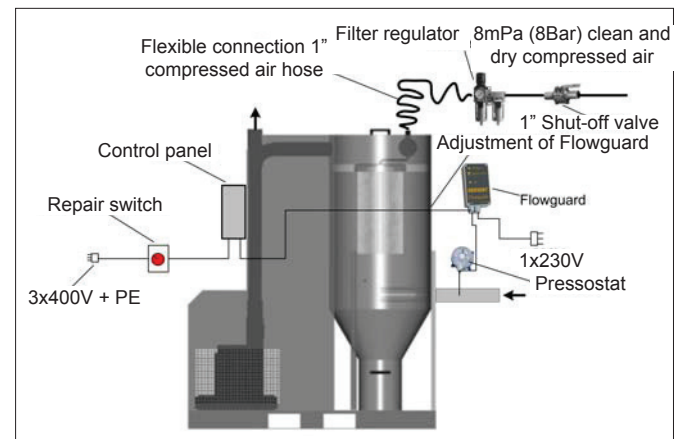 Flexible connection 1"
compressed air hose
Filter regulator
8mPa (8Bar) clean and
dry compressed air
1" Shut-off valve
Adjustment of Flowguard
Control panel
Repair switch
Flowguard
1x230V
Pressostat
3x400V + PE